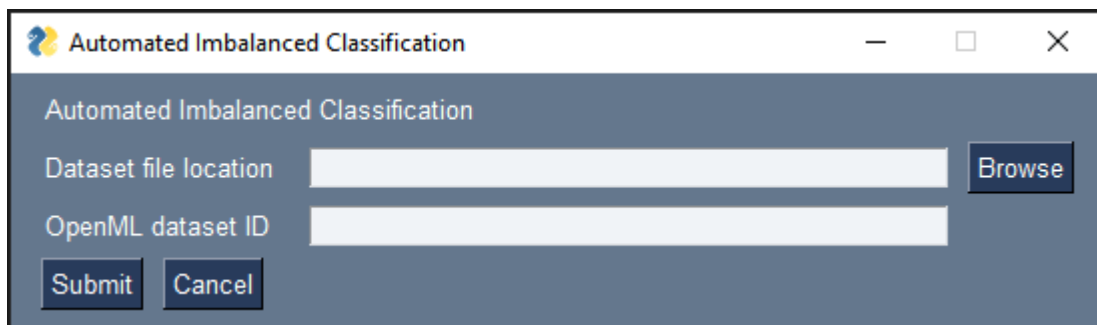 Automated Imbalanced Classification
Automated Imbalanced Classification
Dataset file location Browse
OpenML dataset ID
Submit Cancel